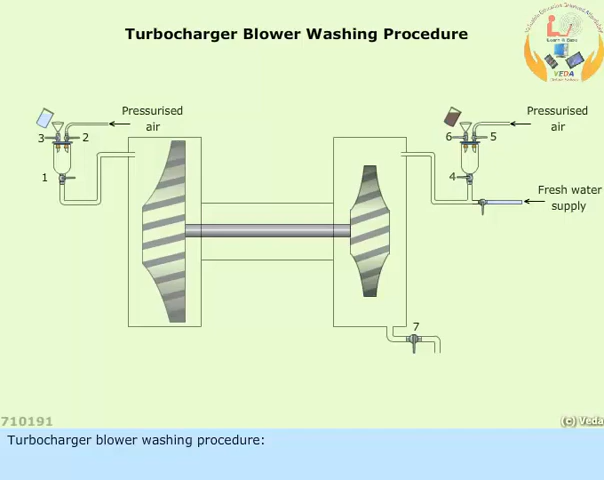 Turbocharger Blower Washing Procedure
VEDA
Pressurised
air
3
2
1
Pressurised
air
6
5
4
Fresh water
supply
7
710191
(c) Veda
Turbocharger blower washing procedure: